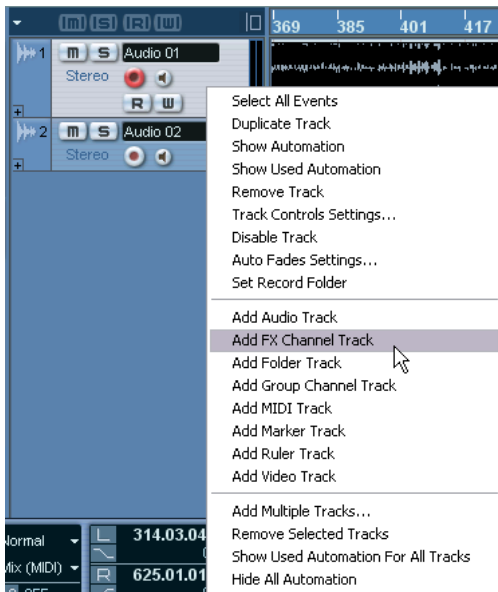 m S R W
369 385 401 417
1 m S Audio 01
Stereo
R W
2 m S Audio 02
Stereo
Select All Events
Duplicate Track
Show Automation
Show Used Automation
Remove Track
Track Controls Settings...
Disable Track
Auto Fades Settings...
Set Record Folder
Add Audio Track
Add FX Channel Track
Add Folder Track
Add Group Channel Track
Add MIDI Track
Add Marker Track
Add Ruler Track
Add Video Track
Add Multiple Tracks...
Remove Selected Tracks
Show Used Automation For All Tracks
Hide All Automation
Normal L 314.03.04
Mix (MIDI) R 625.01.01